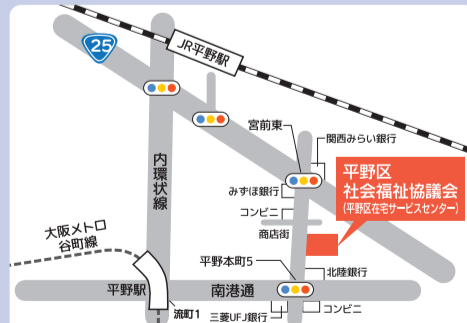 25
JR平野駅
宮前東
関西みらい銀行
内環状線
みずほ銀行
平野区
社会福祉協議会
(平野区在宅サービスセンター)
コンビニ
商店街
大阪メトロ
谷町線
平野本町5
北陸銀行
平野駅
南港通
流町1
三菱UFJ銀行
コンビニ